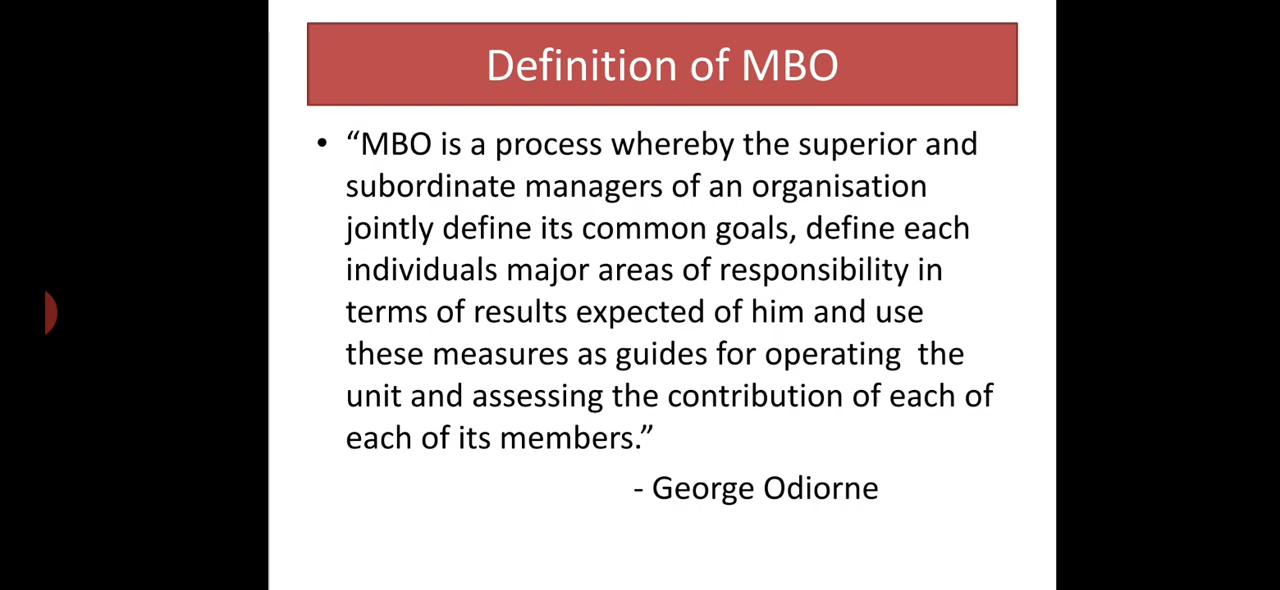 Definition of MBO
• “MBO is a process whereby the superior and
subordinate managers of an organisation
jointly define its common goals, define each
individuals major areas of responsibility in
terms of results expected of him and use
these measures as guides for operating  the
unit and assessing the contribution of each of
each of its members.”
- George Odiorne